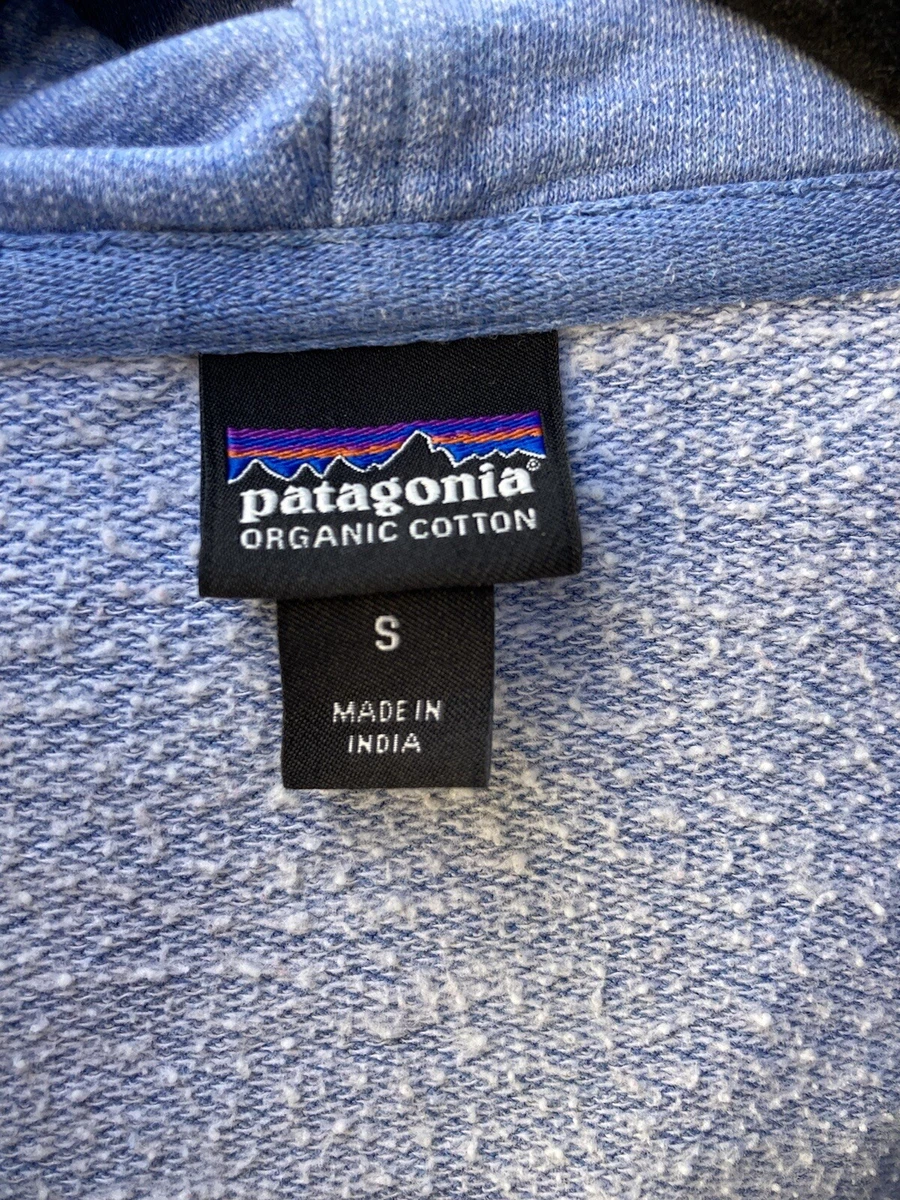 patagonia®
ORGANIC COTTON
S
MADE IN
INDIA